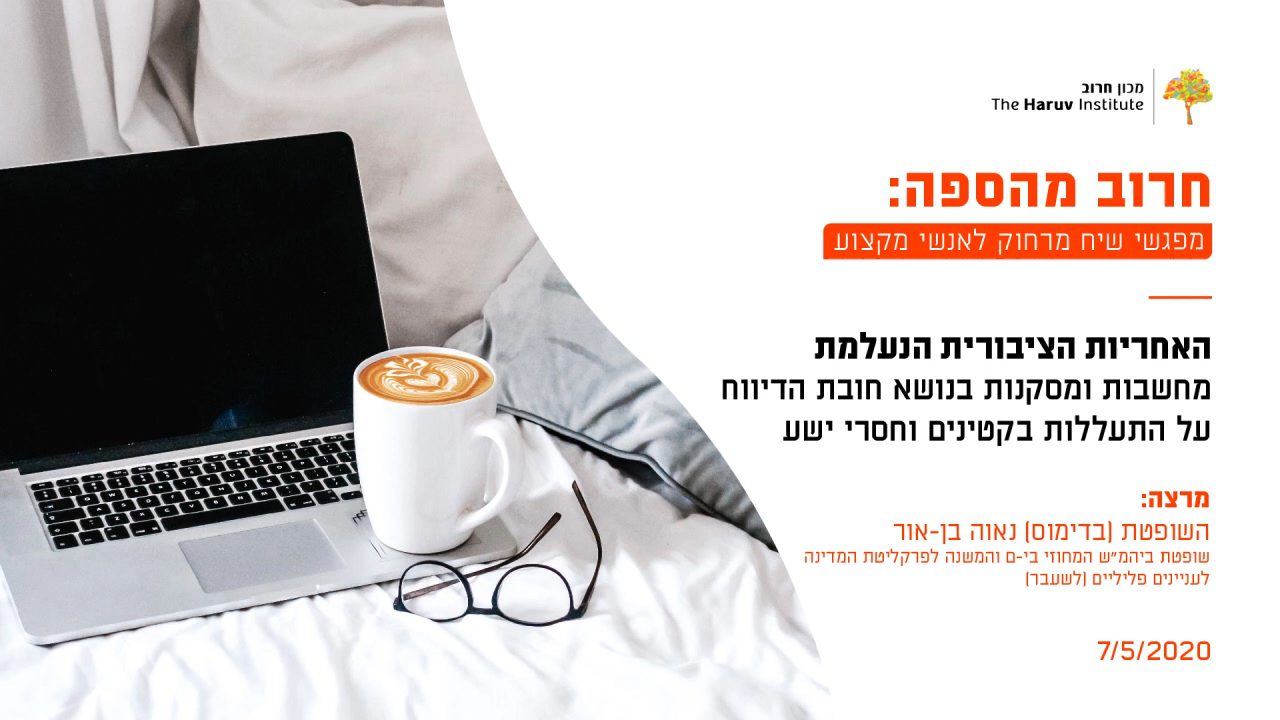 מכון חרוב
The Haruv Institute
חרוב מהספה:
מפגשי שיח מרחוק לאנשי מקצוע
האחריות הציבורית הנעלמת
מחשבות ומסקנות בנושא חובת הדיווח
על התעללות בקטינים וחסרי ישע
מרצה:
השופטת (בדימוס) נאוה בן-אור
שופטת ביהמ"ש המחוזי בי-ם והמשנה לפרקליטת המדינה
לעניינים פליליים (לשעבר)
7/5/2020